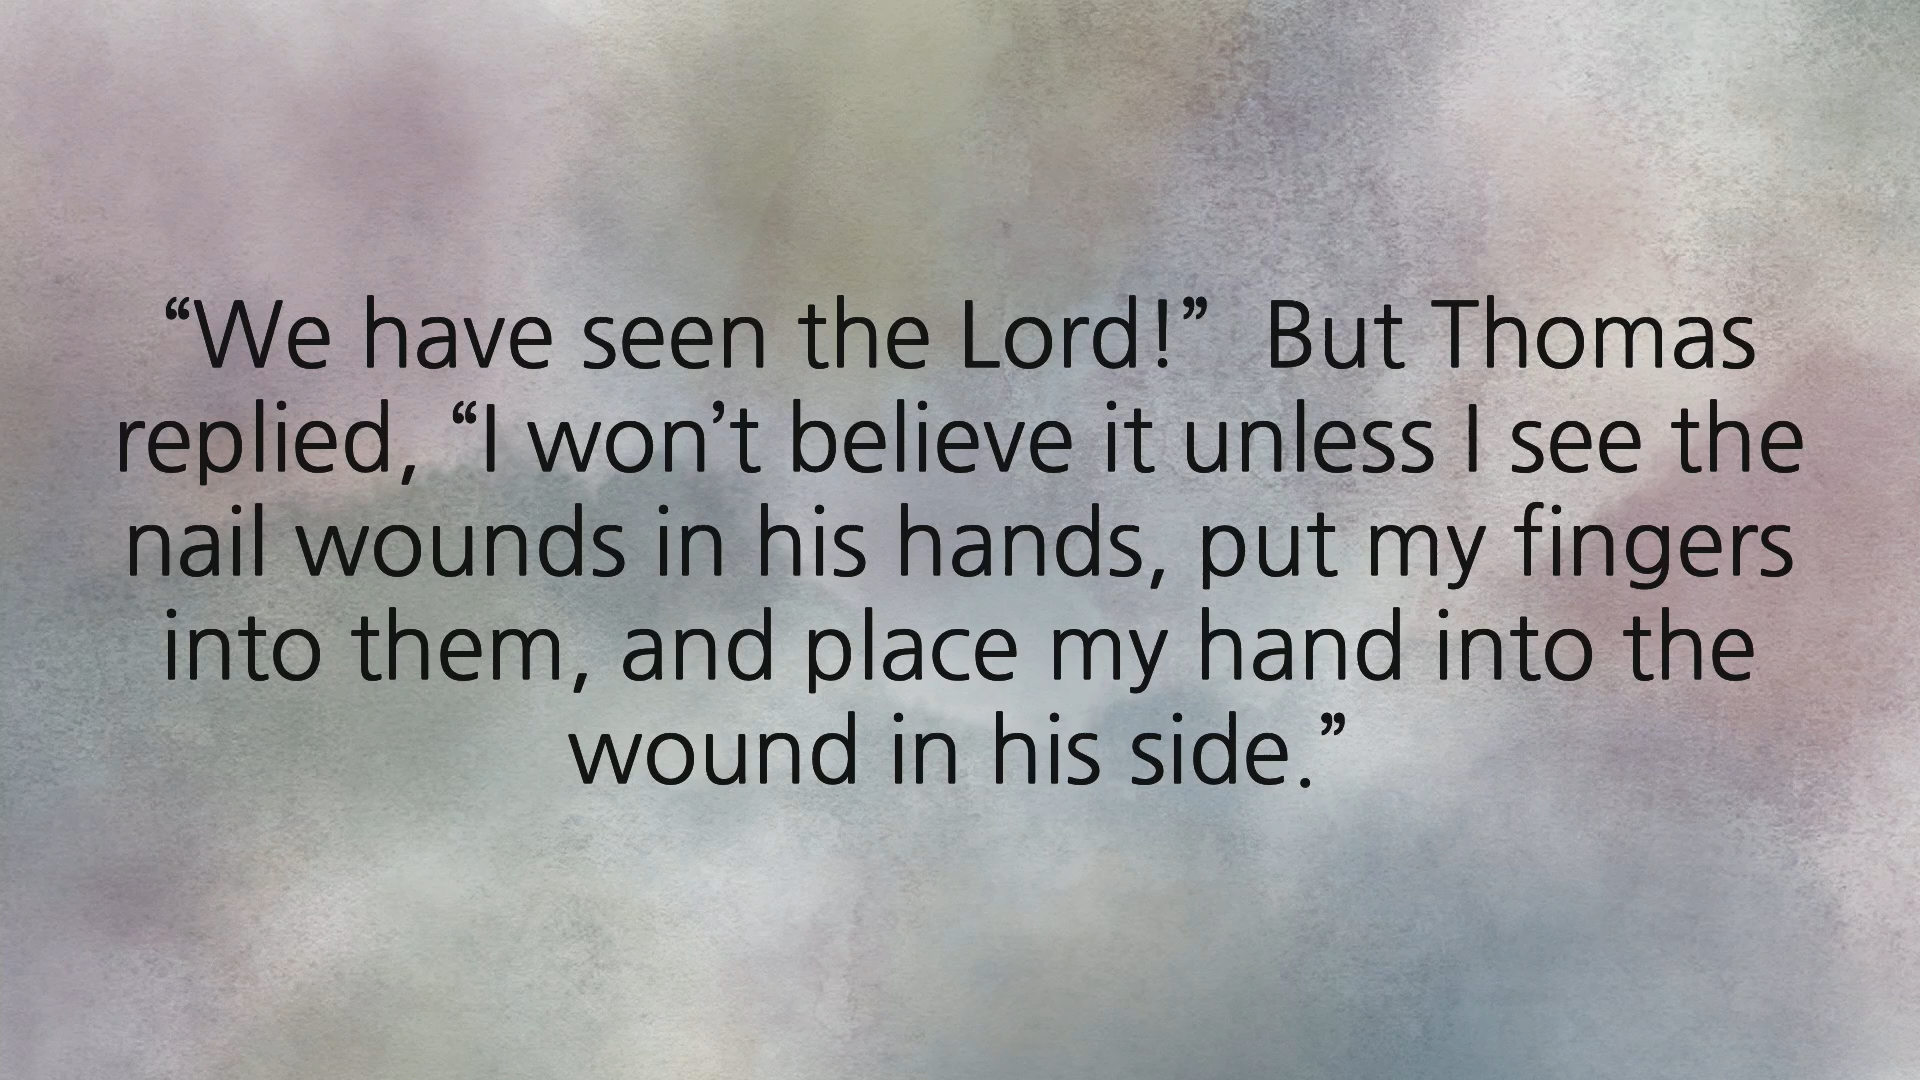 “We have seen the Lord!”  But Thomas
replied, “I won’t believe it unless I see the
nail wounds in his hands, put my fingers
into them, and place my hand into the
wound in his side.”